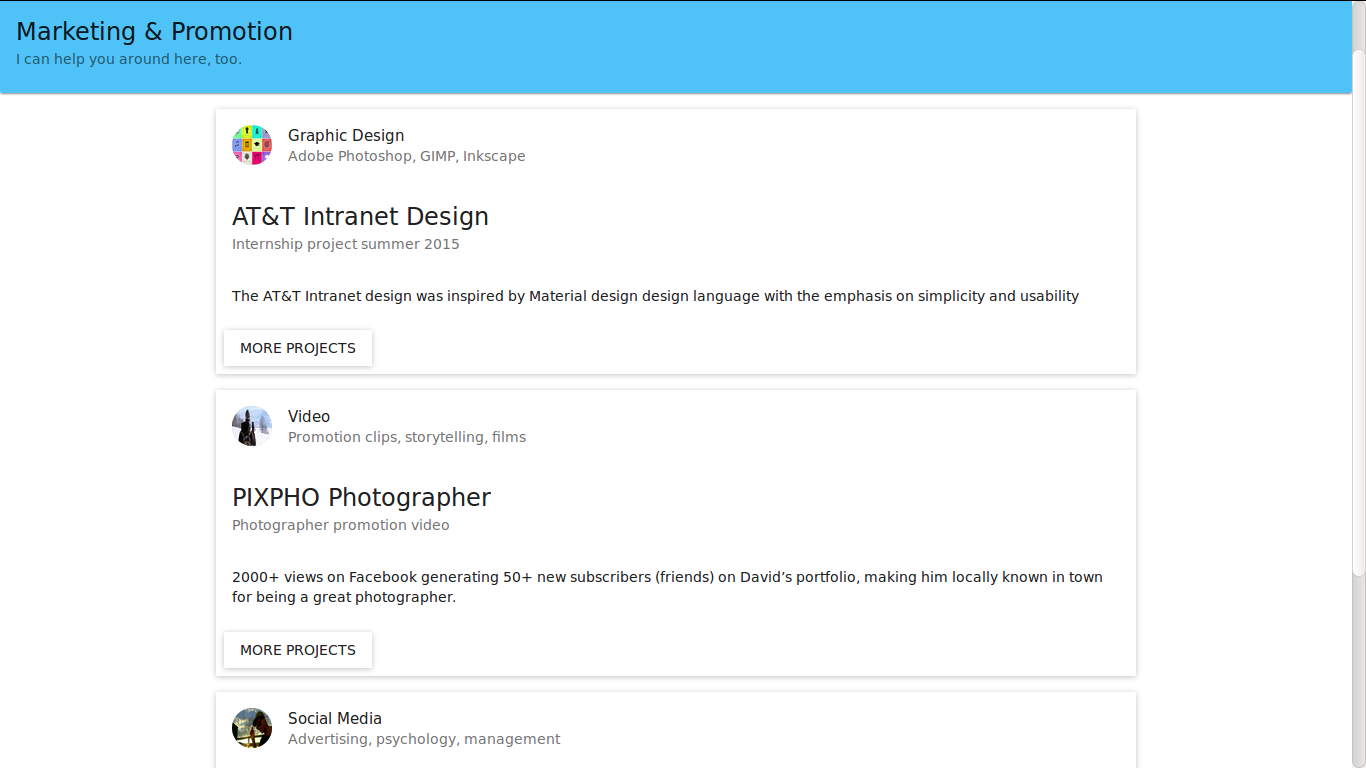 Marketing & Promotion
I can help you around here, too.
Graphic Design
Adobe Photoshop, GIMP, Inkscape
AT&T Intranet Design
Internship project summer 2015
The AT&T Intranet design was inspired by Material design design language with the emphasis on simplicity and usability
MORE PROJECTS
Video
Promotion clips, storytelling, films
PIXPHO Photographer
Photographer promotion video
2000+ views on Facebook generating 50+ new subscribers (friends) on David’s portfolio, making him locally known in town
for being a great photographer.
MORE PROJECTS
Social Media
Advertising, psychology, management